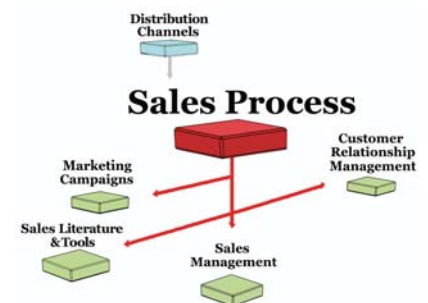 Distribution
Channels
Sales Process
Customer
Relationship
Management
Marketing
Campaigns
Sales Literature
&Tools
Sales
Management